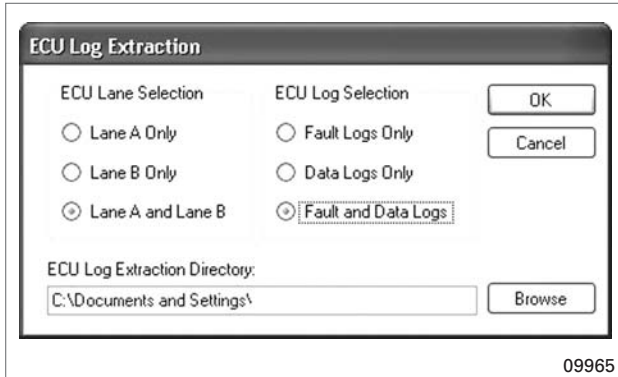 ECU Log Extraction
ECU Lane Selection
Lane A Only
Lane B Only
Lane A and Lane B
ECU Log Selection
Fault Logs Only
Data Logs Only
Fault and Data Logs
OK
Cancel
ECU Log Extraction Directory:
C:\Documents and Settings\
Browse
09965